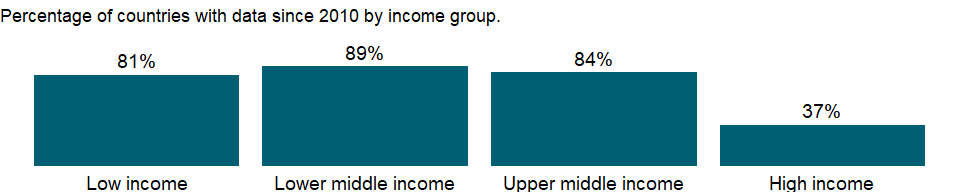 Percentage of countries with data since 2010 by income group.
81%
89%
84%
37%
Low income
Lower middle income
Upper middle income
High income